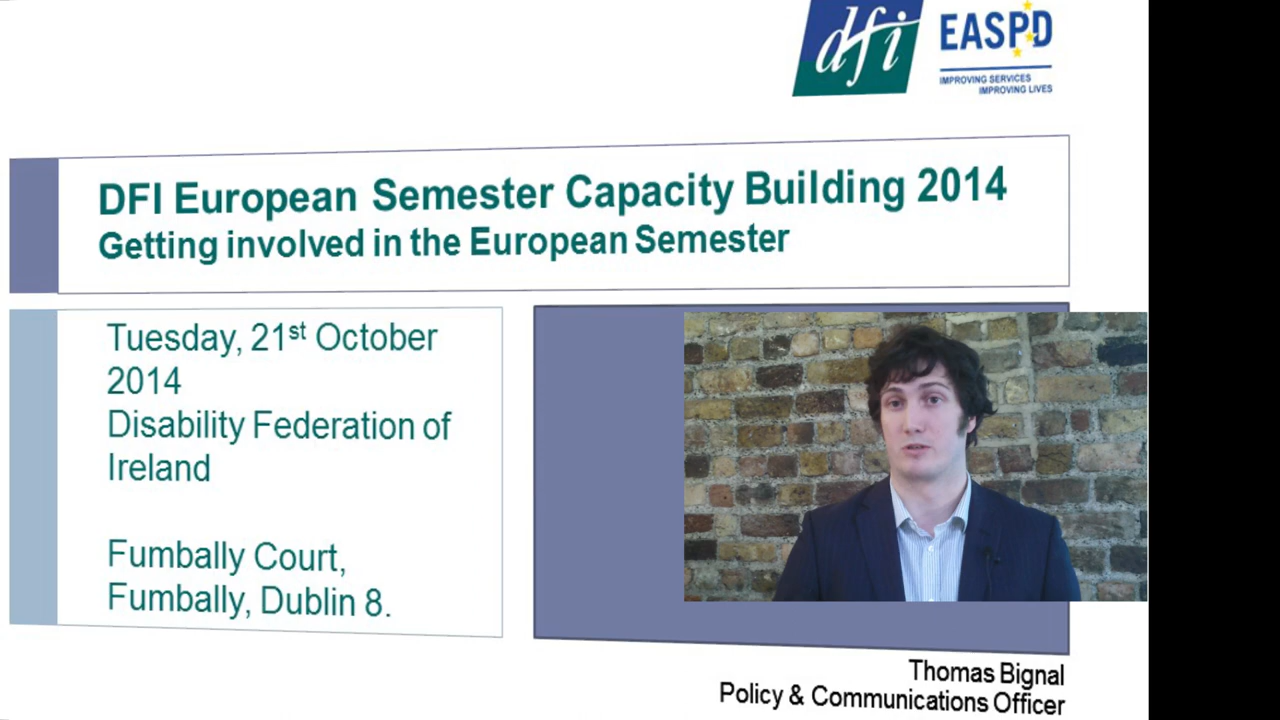 dfi
EASPD
IMPROVING SERVICES
IMPROVING LIVES
DFI European Semester Capacity Building 2014
Getting involved in the European Semester
Tuesday, 21st October
2014
Disability Federation of
Ireland
Fumbally Court,
Fumbally, Dublin 8.
Thomas Bignal
Policy & Communications Officer